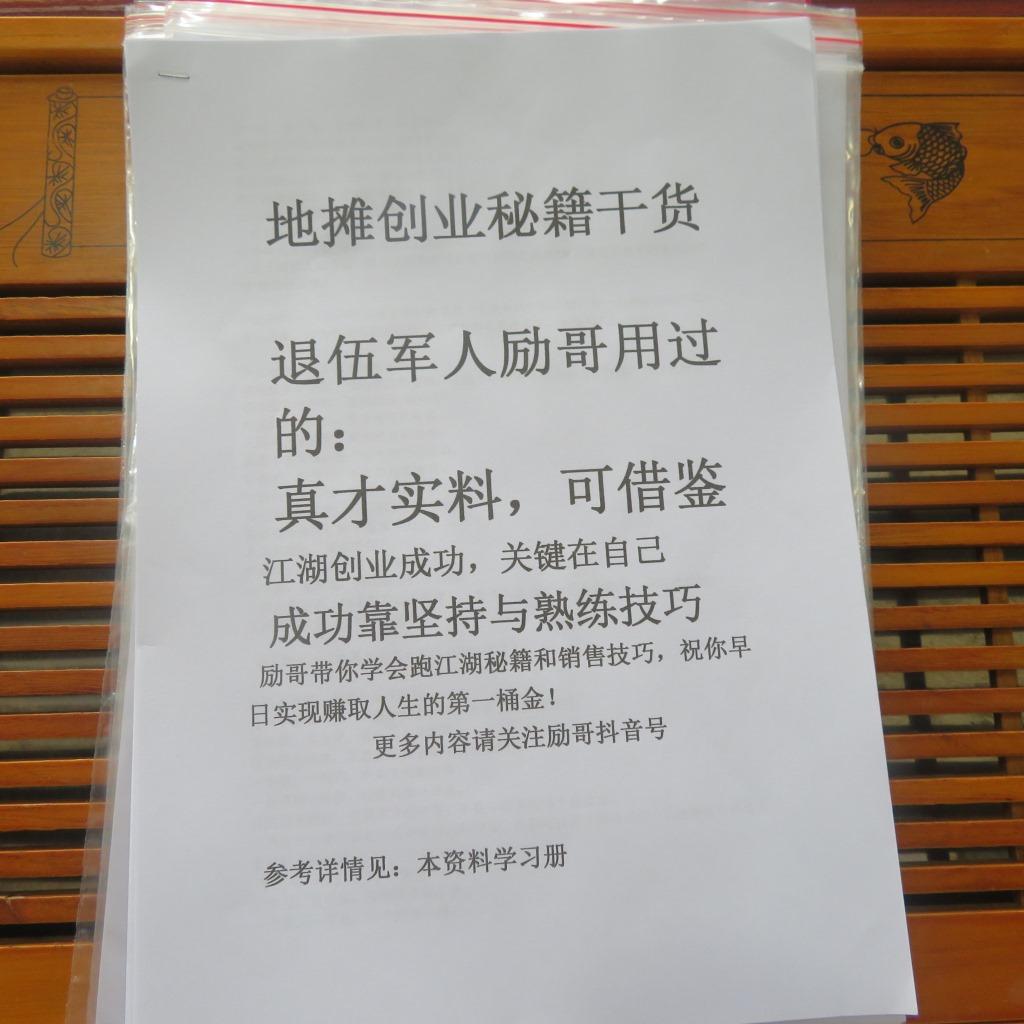 地摊创业秘籍干货
退伍军人励哥用过
的：
真才实料，可借鉴
江湖创业成功，关键在自己
成功靠坚持与熟练技巧
励哥带你学会跑江湖秘籍和销售技巧，祝你早
日实现赚取人生的第一桶金！
更多内容请关注励哥抖音号
参考详情见：本资料学习册